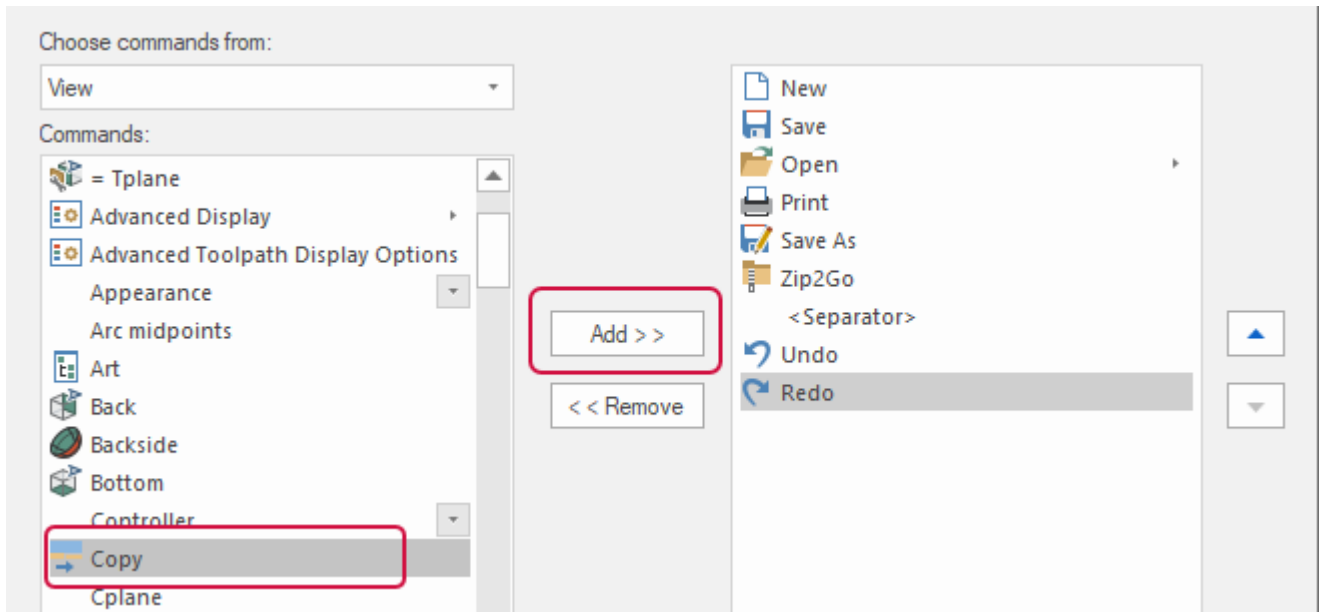 Choose commands from:
View
Commands:
= Tplane
Advanced Display
Advanced Toolpath Display Options
Appearance
Arc midpoints
Art
Back
Backside
Bottom
Controller
Copy
Cplane
Add > >
< < Remove
New
Save
Open
Print
Save As
Zip2Go
<Separator>
Undo
Redo